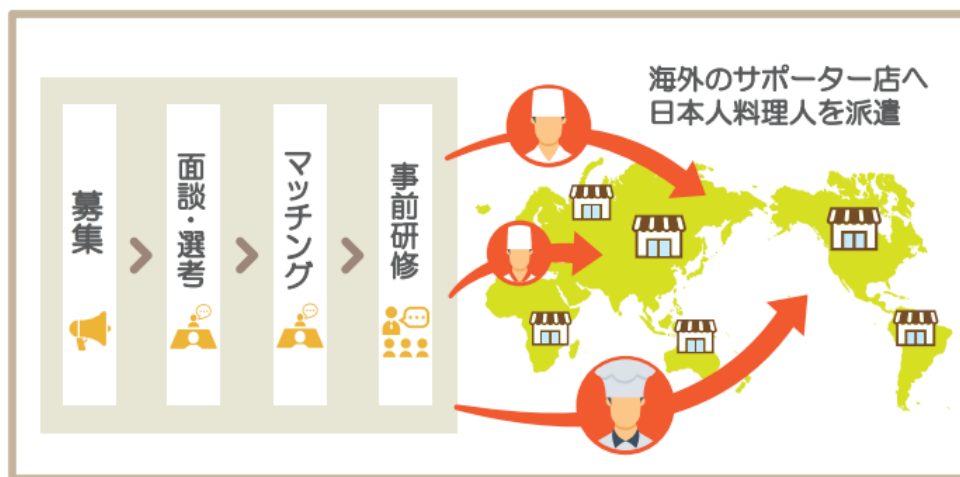 募集
面談・選考
マッチング
事前研修
海外のサポーター店へ
日本人料理人を派遣